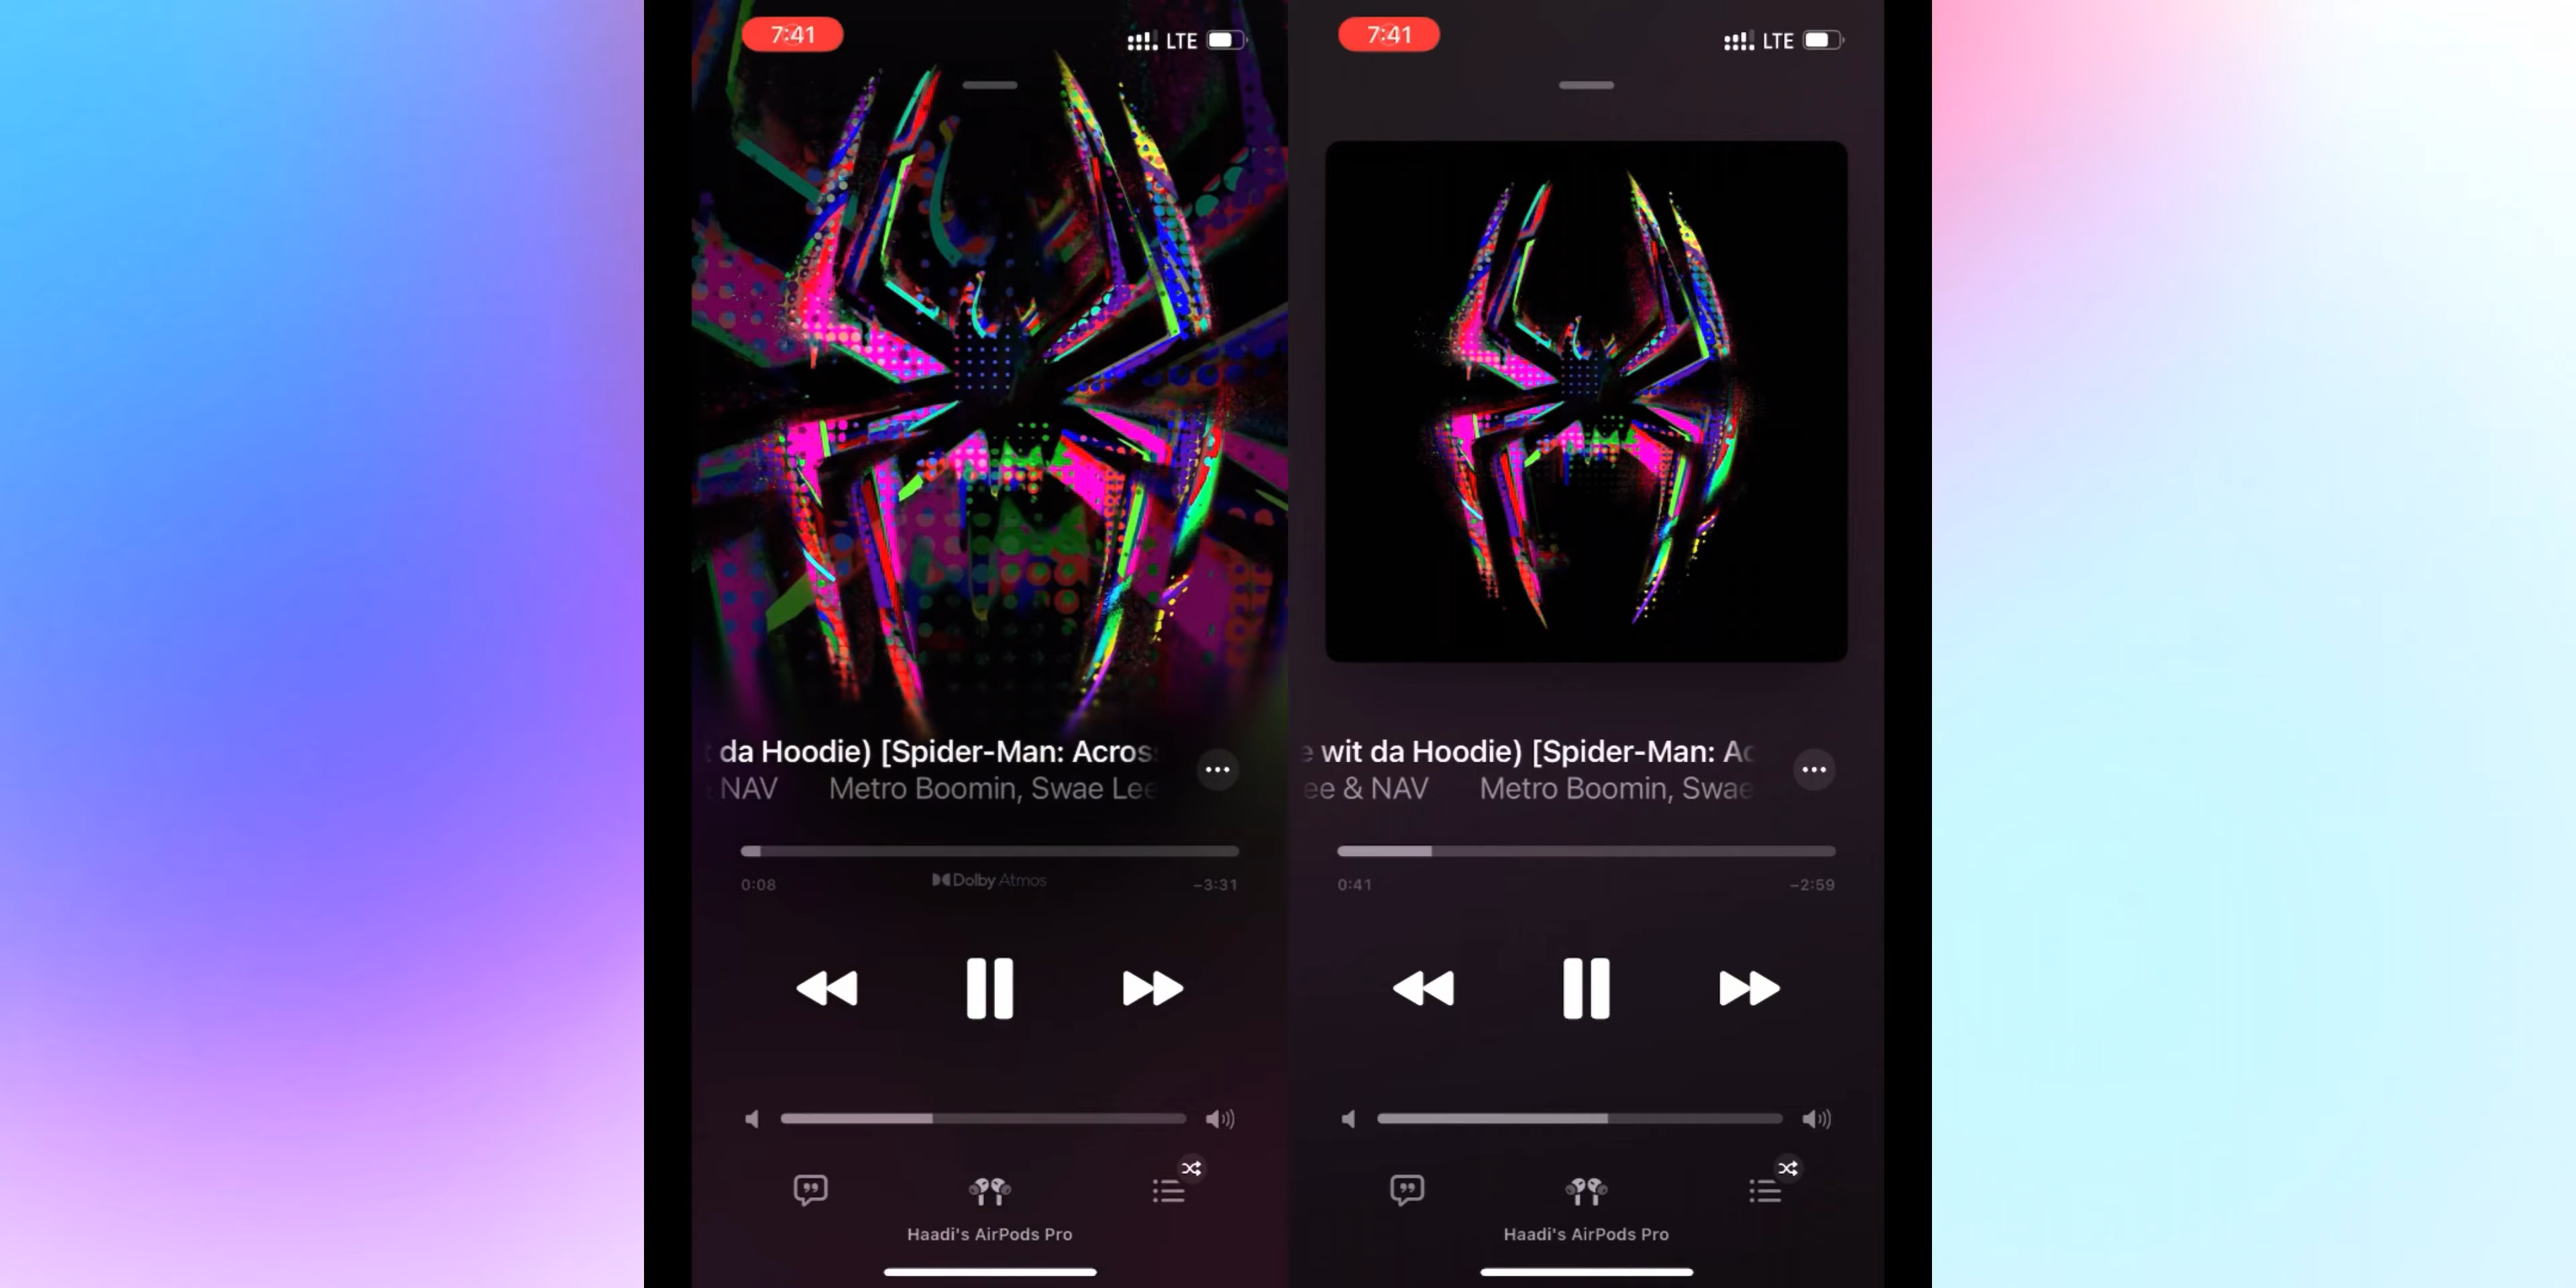 7:41
LTE
da Hoodie) [Spider-Man: Across
NAV Metro Boomin, Swae Lee
0:08
Dolby Atmos
−3:31
Haadi's AirPods Pro
7:41
LTE
e wit da Hoodie) [Spider-Man: Ac
ee & NAV Metro Boomin, Swae
0:41
−2:59
Haadi's AirPods Pro